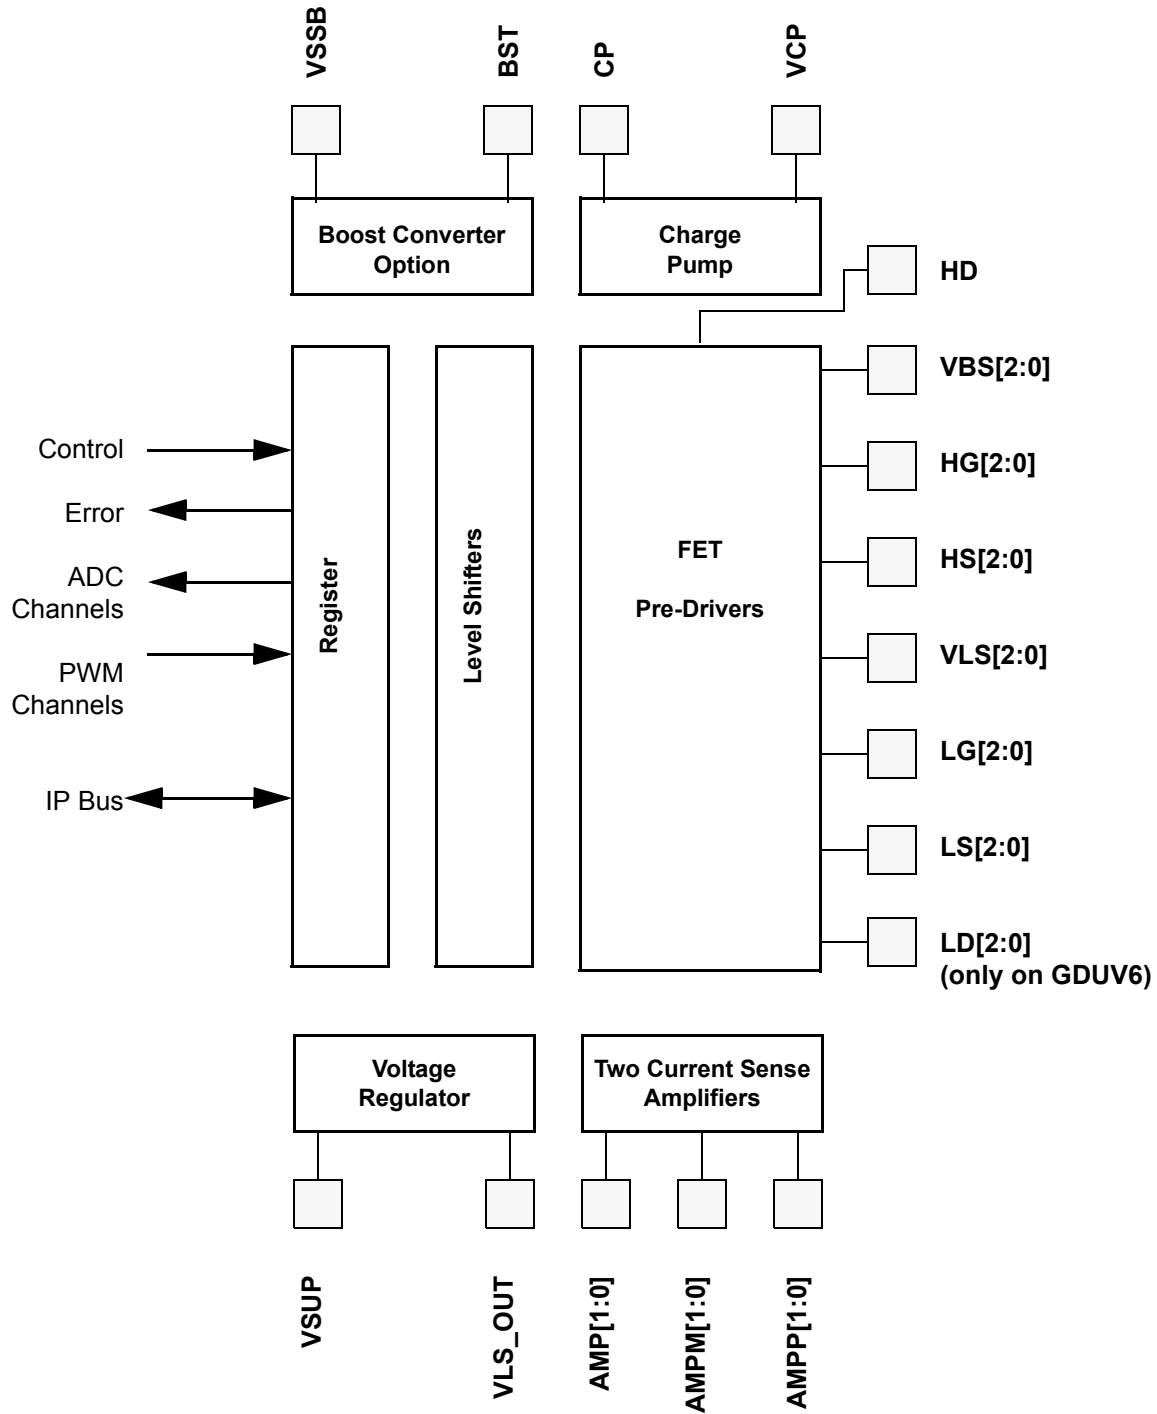 VSSB
BST
CP
VCP
Boost Converter
Option
Charge
Pump
HD
VBS[2:0]
Control
HG[2:0]
Error
HS[2:0]
FET
Pre-Drivers
ADC
Channels
Register
Level Shifters
VLS[2:0]
PWM
Channels
LG[2:0]
IP Bus
LS[2:0]
LD[2:0]
(only on GDUV6)
Voltage
Regulator
Two Current Sense
Amplifiers
VSUP
VLS_OUT
AMP[1:0]
AMPM[1:0]
AMPP[1:0]